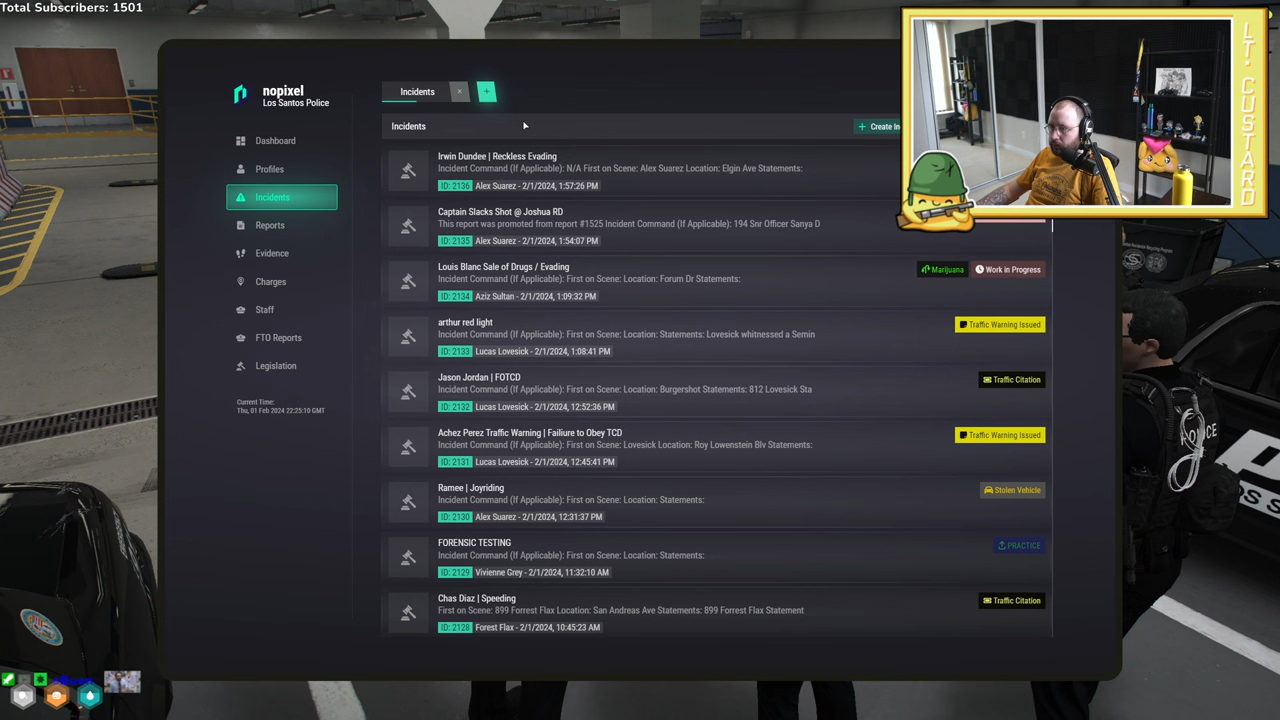 Total Subscribers: 1501
nopixel
Los Santos Police
Dashboard
Profiles
Incidents
Reports
Evidence
Charges
Staff
FTO Reports
Legislation
Current Time:
Thu, 01 Feb 2024 22:25:10 GMT
Incidents × +
Incidents
+ Create In
Irwin Dundee | Reckless Evading
Incident Command (If Applicable): N/A First on Scene: Alex Suarez Location: Elgin Ave Statements:
ID: 2136 Alex Suarez - 2/1/2024, 1:57:26 PM
Captain Slacks Shot @ Joshua RD
This report was promoted from report #1525 Incident Command (If Applicable): 194 Snr Officer Sanya D
ID: 2135 Alex Suarez - 2/1/2024, 1:54:07 PM
Louis Blanc Sale of Drugs / Evading
Incident Command (If Applicable): First on Scene: Location: Forum Dr Statements:
ID: 2134 Aziz Sultan - 2/1/2024, 1:09:32 PM
Marijuana Work in Progress
arthur red light
Incident Command (If Applicable): First on Scene: Location: Statements: Lovesick whitnessed a Semin
ID: 2133 Lucas Lovesick - 2/1/2024, 1:08:41 PM
Traffic Warning Issued
Jason Jordan | FOTCD
Incident Command (If Applicable): First on Scene: Location: Burgershot Statements: 812 Lovesick Sta
ID: 2132 Lucas Lovesick - 2/1/2024, 12:52:36 PM
Traffic Citation
Achez Perez Traffic Warning | Failiure to Obey TCD
Incident Command (If Applicable): First on Scene: Lovesick Location: Roy Lowenstein Blv Statements:
ID: 2131 Lucas Lovesick - 2/1/2024, 12:45:41 PM
Traffic Warning Issued
Ramee | Joyriding
Incident Command (If Applicable): First on Scene: Location: Statements:
ID: 2130 Alex Suarez - 2/1/2024, 12:31:37 PM
Stolen Vehicle
FORENSIC TESTING
Incident Command (If Applicable): First on Scene: Location: Statements:
ID: 2129 Vivienne Grey - 2/1/2024, 11:32:10 AM
PRACTICE
Chas Diaz | Speeding
First on Scene: 899 Forrest Flax Location: San Andreas Ave Statements: 899 Forrest Flax Statement
ID: 2128 Forest Flax - 2/1/2024, 10:45:23 AM
Traffic Citation
LT. CUSTARD